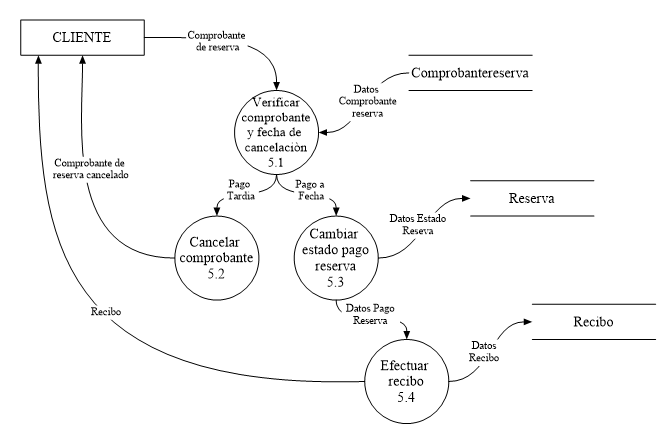 CLIENTE
Comprobante
de reserva
Comprobantereserva
Datos
Comprobante
reserva
Verificar
comprobante
y fecha de
cancelaciòn
5.1
Comprobante de
reserva cancelado
Pago
Tardia
Pago a
Fecha
Reserva
Datos Estado
Reseva
Cancelar
comprobante
5.2
Cambiar
estado pago
reserva
5.3
Recibo
Datos Pago
Reserva
Recibo
Datos
Recibo
Efectuar
recibo
5.4